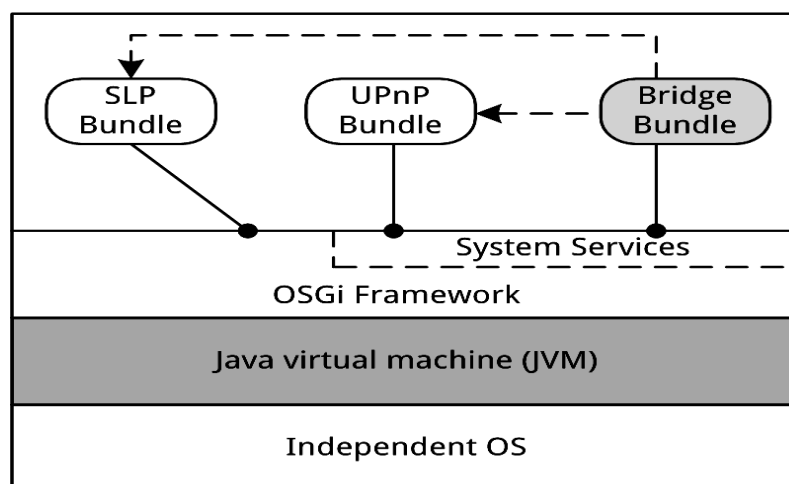 SLP
Bundle
UPnP
Bundle
Bridge
Bundle
System Services
OSGi Framework
Java virtual machine (JVM)
Independent OS